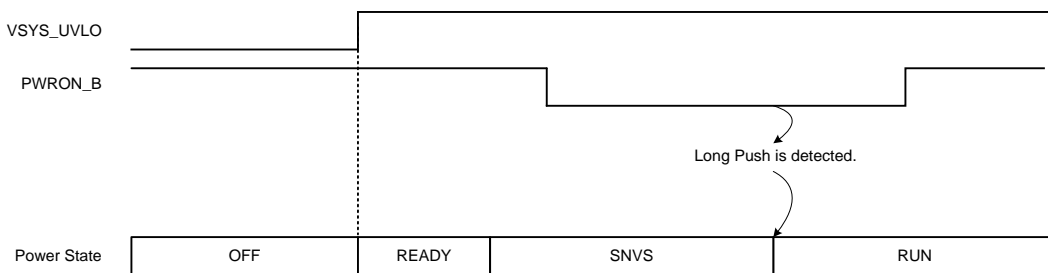 VSYS_UVLO
PWRON_B
Long Push is detected.
Power State OFF READY SNVS RUN